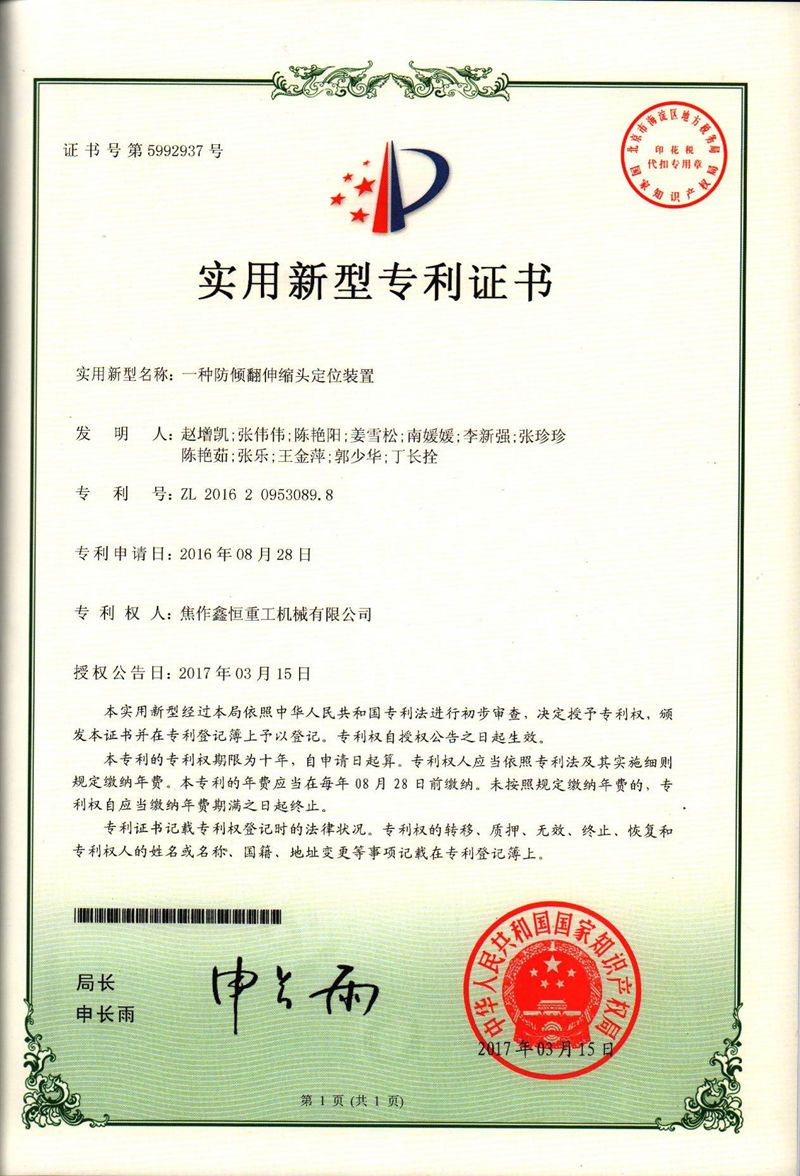 证书号第5992937号
北京市海淀区地方税务局
印花税
代扣专用章
国家知识产权局
实用新型专利证书
实用新型名称：一种防倾翻伸缩头定位装置
发明人：赵增凯;张伟伟;陈艳阳;姜雪松;南媛媛;李新强;张珍珍
陈艳茹;张乐;王金萍;郭少华;丁长拴
专利号：ZL 2016 2 0953089.8
专利申请日：2016年08月28日
专利权人：焦作鑫恒重工机械有限公司
授权公告日：2017年03月15日
本实用新型经过本局依照中华人民共和国专利法进行初步审查，决定授予专利权，颁
发本证书并在专利登记簿上予以登记。专利权自授权公告之日起生效。
本专利的专利权期限为十年，自申请日起算。专利权人应当依照专利法及其实施细则
规定缴纳年费。本专利的年费应当在每年08月28日前缴纳。未按照规定缴纳年费的，专
利权自应当缴纳年费期满之日起终止。
专利证书记载专利权登记时的法律状况。专利权的转移、质押、无效、终止、恢复和
专利权人的姓名或名称、国籍、地址变更等事项记载在专利登记簿上。
局长
申长雨
申长雨
中华人民共和国国家知识产权局
2017年03月15日
第1页(共1页)